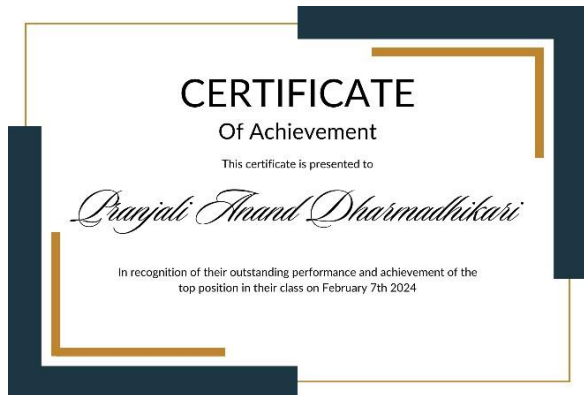 CERTIFICATE
Of Achievement
This certificate is presented to
Pranjali Anand Dharmadhikari
In recognition of their outstanding performance and achievement of the
top position in their class on February 7th 2024